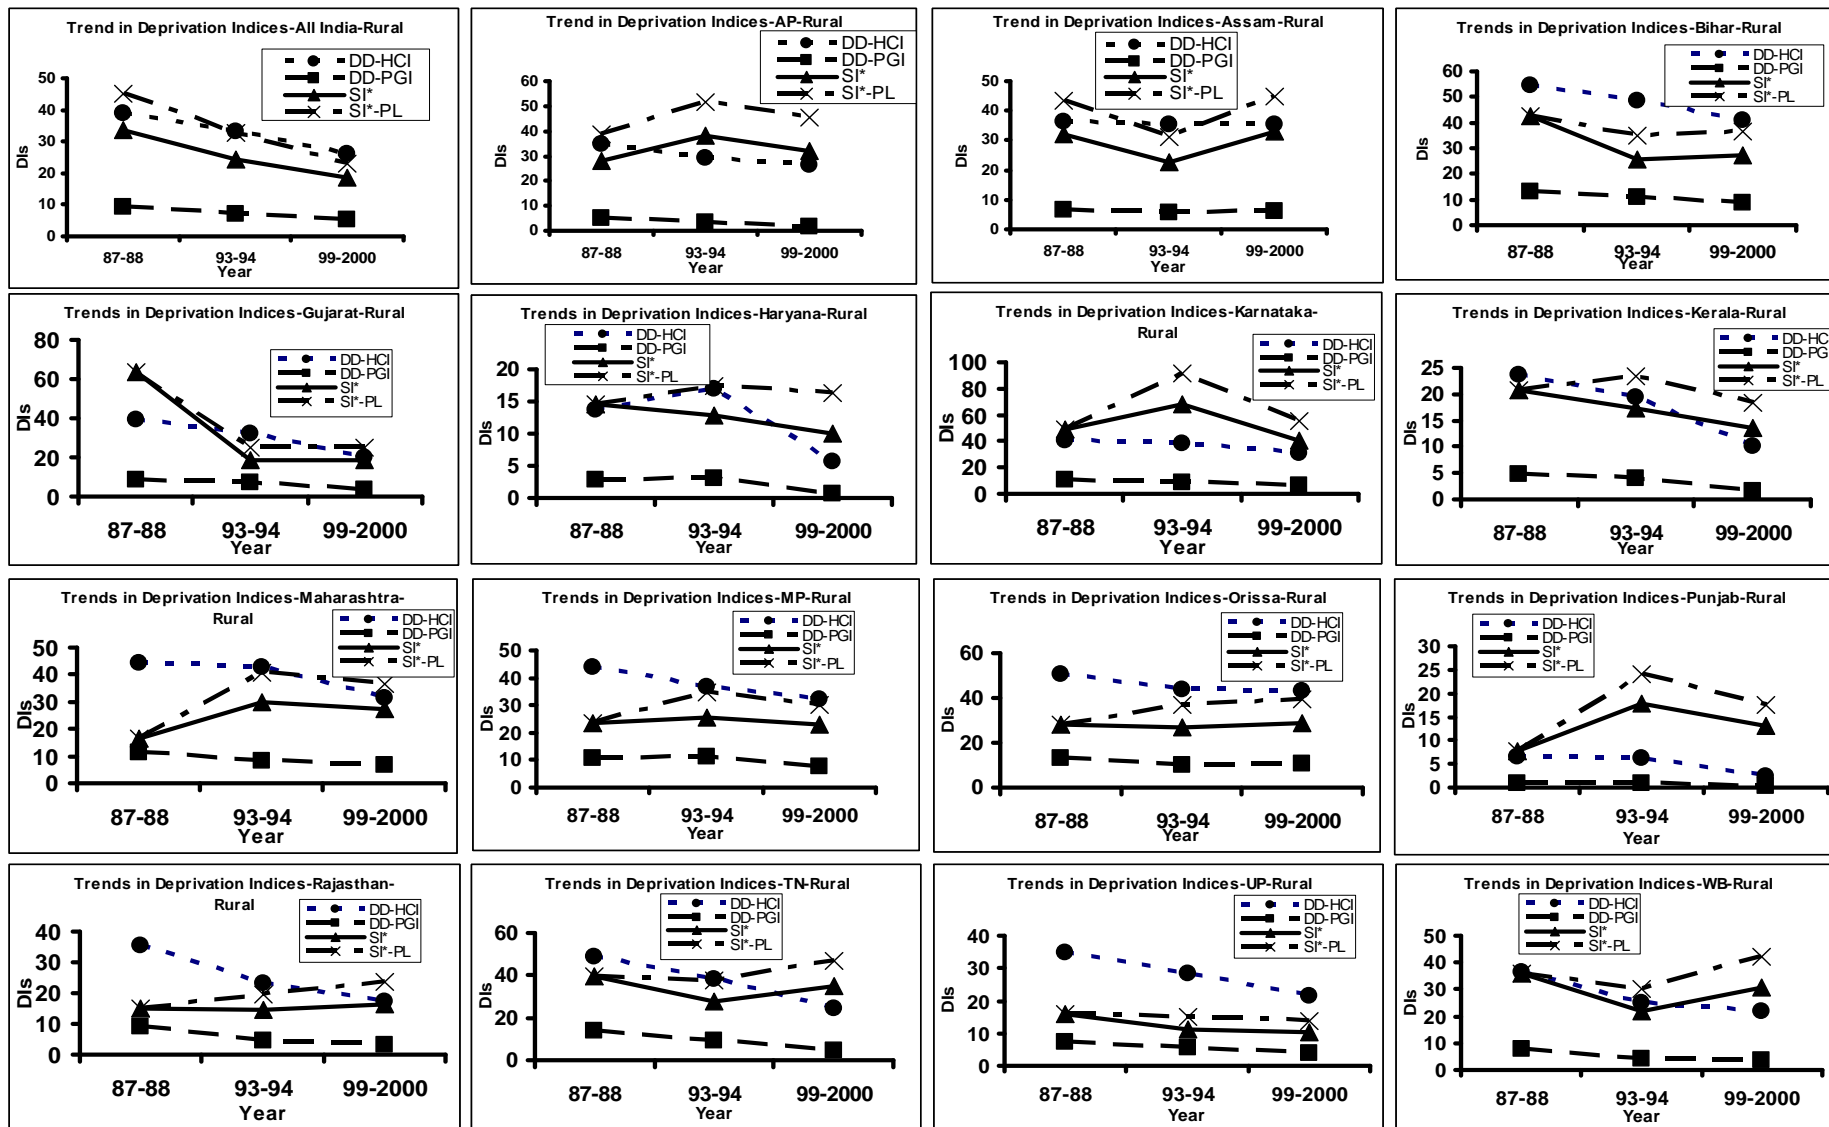 Trend in Deprivation Indices-All India-Rural
DD-HCI
DD-PGI
SI*
SI*-PL
50
40
30
20
10
0
DIs
87-88
93-94
99-2000
Year
Trend in Deprivation Indices-AP-Rural
DD-HCI
DD-PGI
SI*
SI*-PL
60
50
40
30
20
10
0
DIs
87-88
93-94
99-2000
Year
Trend in Deprivation Indices-Assam-Rural
DD-HCI
DD-PGI
SI*
SI*-PL
50
40
30
20
10
0
DIs
87-88
93-94
99-2000
Year
Trends in Deprivation Indices-Bihar-Rural
DD-HCI
DD-PGI
SI*
SI*-PL
60
50
40
30
20
10
0
DIs
87-88
93-94
99-2000
Year
Trends in Deprivation Indices-Gujarat-Rural
DD-HCI
DD-PGI
SI*
SI*-PL
80
60
40
20
0
DIs
87-88
93-94
99-2000
Year
Trends in Deprivation Indices-Haryana-Rural
DD-HCI
DD-PGI
SI*
SI*-PL
20
15
10
5
0
DIs
87-88
93-94
99-2000
Year
Trends in Deprivation Indices-Karnataka-
Rural
DD-HCI
DD-PGI
SI*
SI*-PL
100
80
60
40
20
0
DIs
87-88
93-94
99-2000
Year
Trends in Deprivation Indices-Kerala-Rural
DD-HCI
DD-PGI
SI*
SI*-PL
25
20
15
10
5
0
DIs
87-88
93-94
99-2000
Year
Trends in Deprivation Indices-Maharashtra-
Rural
DD-HCI
DD-PGI
SI*
SI*-PL
50
40
30
20
10
0
DIs
87-88
93-94
99-2000
Year
Trends in Deprivation Indices-MP-Rural
DD-HCI
DD-PGI
SI*
SI*-PL
50
40
30
20
10
0
DIs
87-88
93-94
99-2000
Year
Trends in Deprivation Indices-Orissa-Rural
DD-HCI
DD-PGI
SI*
SI*-PL
60
40
20
0
DIs
87-88
93-94
99-2000
Year
Trends in Deprivation Indices-Punjab-Rural
DD-HCI
DD-PGI
SI*
SI*-PL
30
25
20
15
10
5
0
DIs
87-88
93-94
99-2000
Year
Trends in Deprivation Indices-Rajasthan-
Rural
DD-HCI
DD-PGI
SI*
SI*-PL
40
30
20
10
0
DIs
87-88
93-94
99-2000
Year
Trends in Deprivation Indices-TN-Rural
DD-HCI
DD-PGI
SI*
SI*-PL
60
40
20
0
DIs
87-88
93-94
99-2000
Year
Trends in Deprivation Indices-UP-Rural
DD-HCI
DD-PGI
SI*
SI*-PL
40
30
20
10
0
DIs
87-88
93-94
99-2000
Year
Trends in Deprivation Indices-WB-Rural
DD-HCI
DD-PGI
SI*
SI*-PL
50
40
30
20
10
0
DIs
87-88
93-94
99-2000
Year